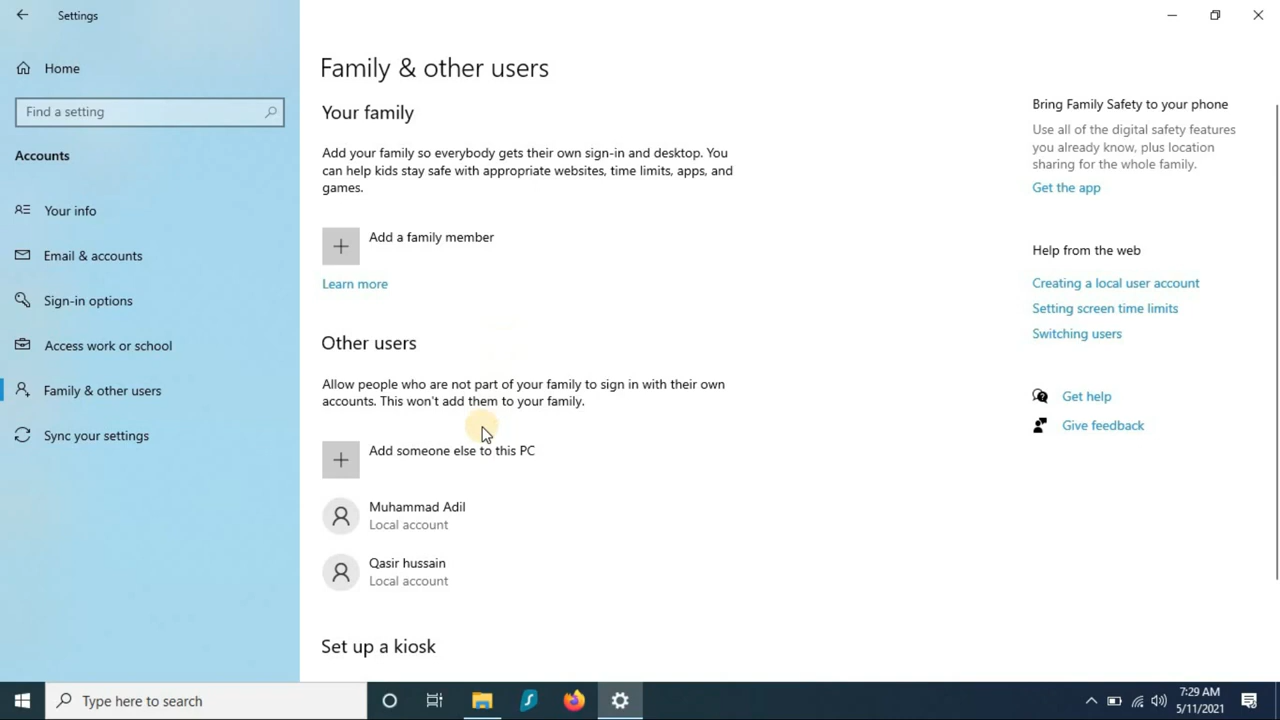 Settings
Home
Find a setting
Accounts
Your info
Email & accounts
Sign-in options
Access work or school
Family & other users
Sync your settings
Family & other users
Your family
Add your family so everybody gets their own sign-in and desktop. You
can help kids stay safe with appropriate websites, time limits, apps, and
games.
Add a family member
Learn more
Other users
Allow people who are not part of your family to sign in with their own
accounts. This won't add them to your family.
Add someone else to this PC
Muhammad Adil
Local account
Qasir hussain
Local account
Set up a kiosk
Bring Family Safety to your phone
Use all of the digital safety features
you already know, plus location
sharing for the whole family.
Get the app
Help from the web
Creating a local user account
Setting screen time limits
Switching users
Get help
Give feedback
Type here to search
7:29 AM
5/11/2021